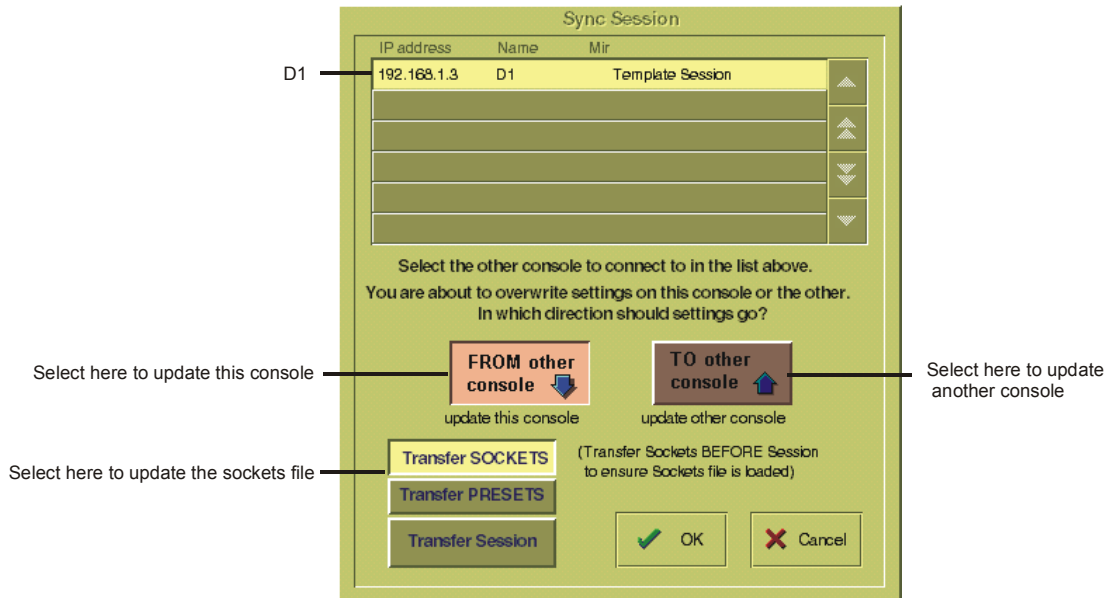 Sync Session
IP address Name Mir
D1
192.168.1.3 D1 Template Session
Select the other console to connect to in the list above.
You are about to overwrite settings on this console or the other.
In which direction should settings go?
Select here to update this console
FROM other
console
update this console
TO other
console
update other console
Select here to update
another console
Select here to update the sockets file
Transfer SOCKETS
(Transfer Sockets BEFORE Session
to ensure Sockets file is loaded)
Transfer PRESETS
Transfer Session
OK
Cancel